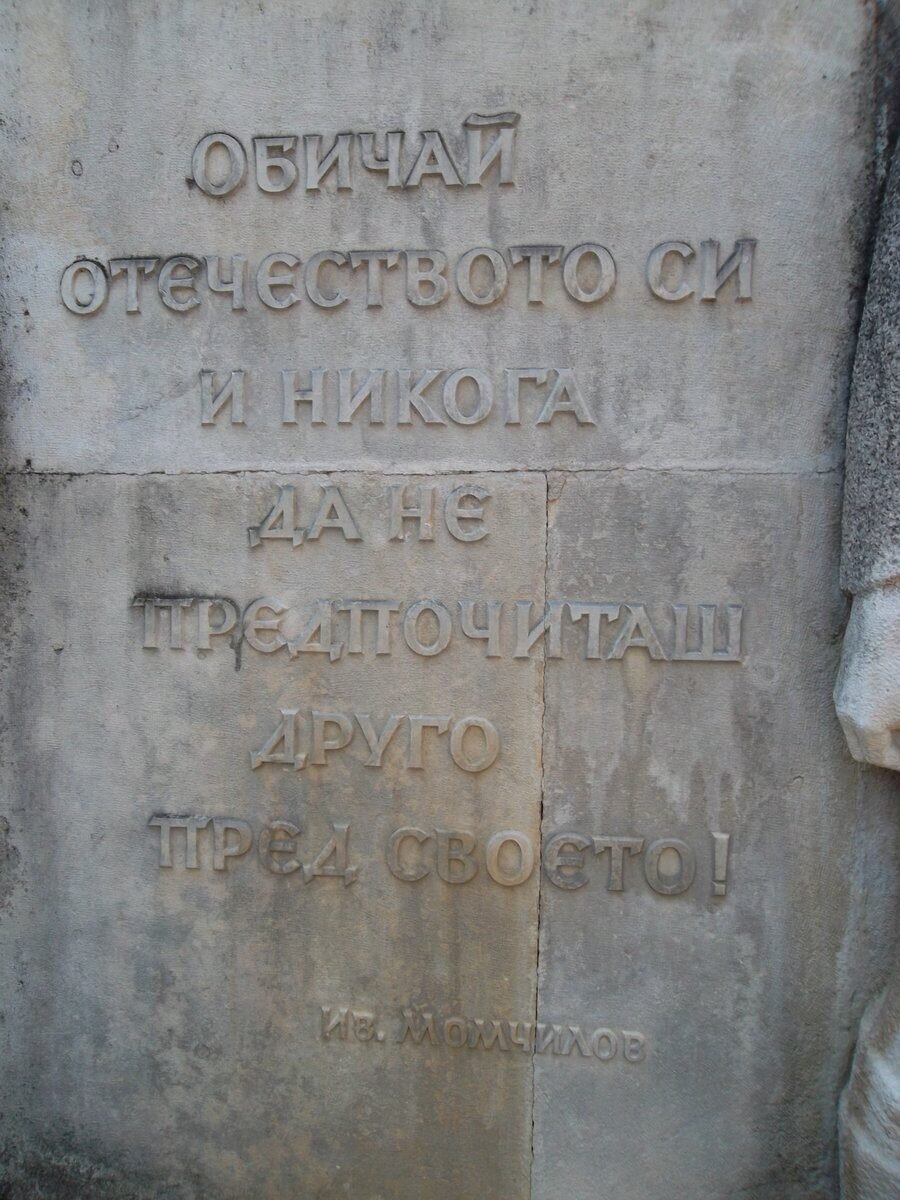 ОБИЧАЙ
ОТЕЧЕСТВОТО СИ
И НИКОГА
ДА НЕ
ПРЕДПОЧИТАШ
ДРУГО
ПРЕД СВОЕТО!
Ив. Момчилов